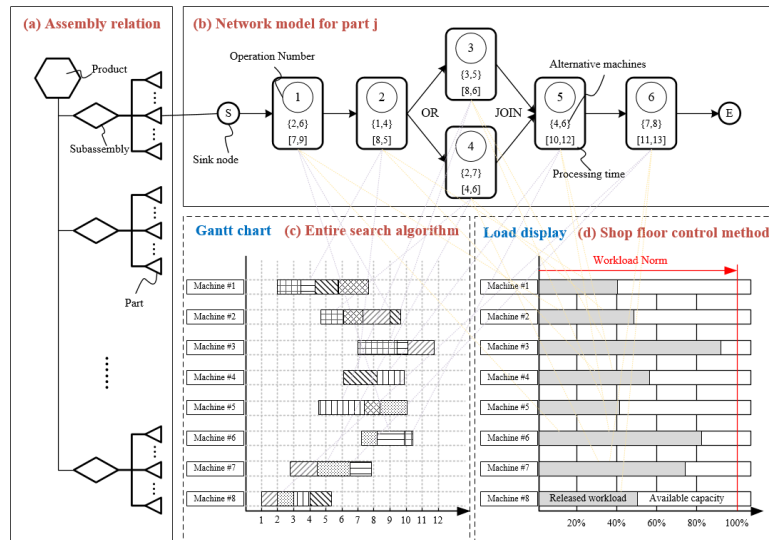 (a) Assembly relation
Product
Subassembly
Part
(b) Network model for part j
Operation Number
Alternative machines
S
Sink node
1
{2,6}
[7,9]
2
{1,4}
[8,5]
OR
3
{3,5}
[8,6]
4
{2,7}
[4,6]
JOIN
5
{4,6}
[10,12]
6
{7,8}
[11,13]
E
Processing time
Gantt chart (c) Entire search algorithm
Machine #1
Machine #2
Machine #3
Machine #4
Machine #5
Machine #6
Machine #7
Machine #8
1 2 3 4 5 6 7 8 9 10 11 12
Load display (d) Shop floor control method
Workload Norm
Machine #1
Machine #2
Machine #3
Machine #4
Machine #5
Machine #6
Machine #7
Machine #8 Released workload Available capacity
20% 40% 60% 80% 100%